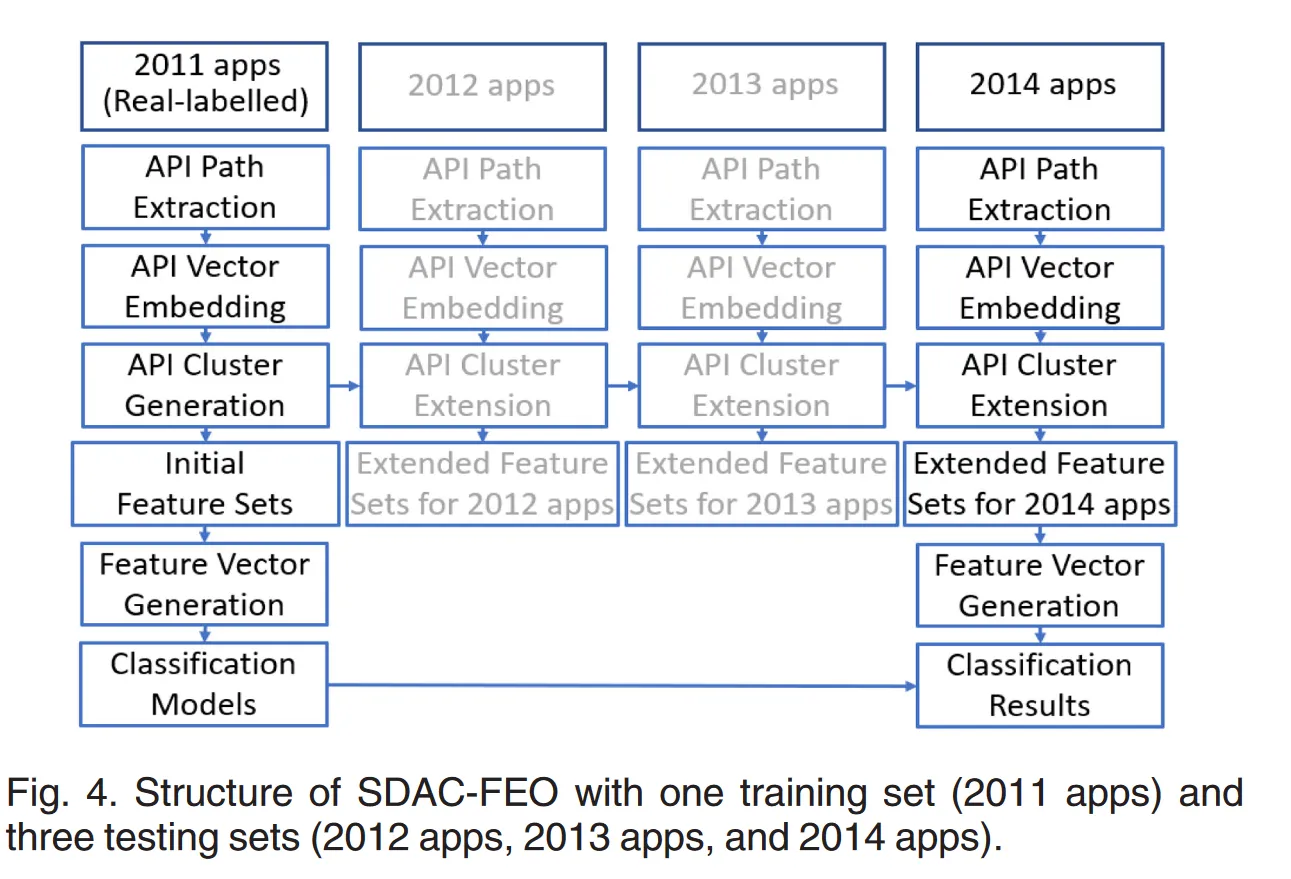 2011 apps
(Real-labelled)
API Path
Extraction
API Vector
Embedding
API Cluster
Generation
Initial
Feature Sets
Feature Vector
Generation
Classification
Models
2012 apps
API Path
Extraction
API Vector
Embedding
API Cluster
Extension
Extended Feature
Sets for 2012 apps
2013 apps
API Path
Extraction
API Vector
Embedding
API Cluster
Extension
Extended Feature
Sets for 2013 apps
2014 apps
API Path
Extraction
API Vector
Embedding
API Cluster
Extension
Extended Feature
Sets for 2014 apps
Feature Vector
Generation
Classification
Results
Fig. 4. Structure of SDAC-FEO with one training set (2011 apps) and
three testing sets (2012 apps, 2013 apps, and 2014 apps).